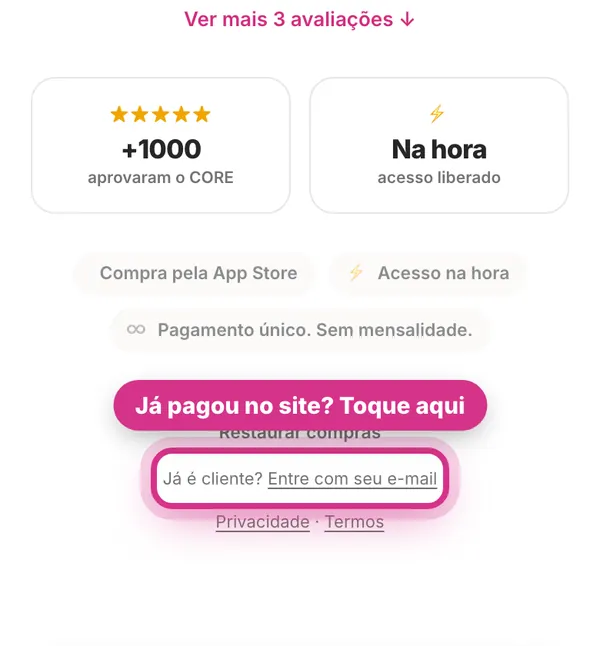 Ver mais 3 avaliações ↓
+1000
aprovaram o CORE
Na hora
acesso liberado
Compra pela App Store
Acesso na hora
∞ Pagamento único. Sem mensalidade.
Já pagou no site? Toque aqui
Restaurar compras
Já é cliente? Entre com seu e-mail
Privacidade · Termos